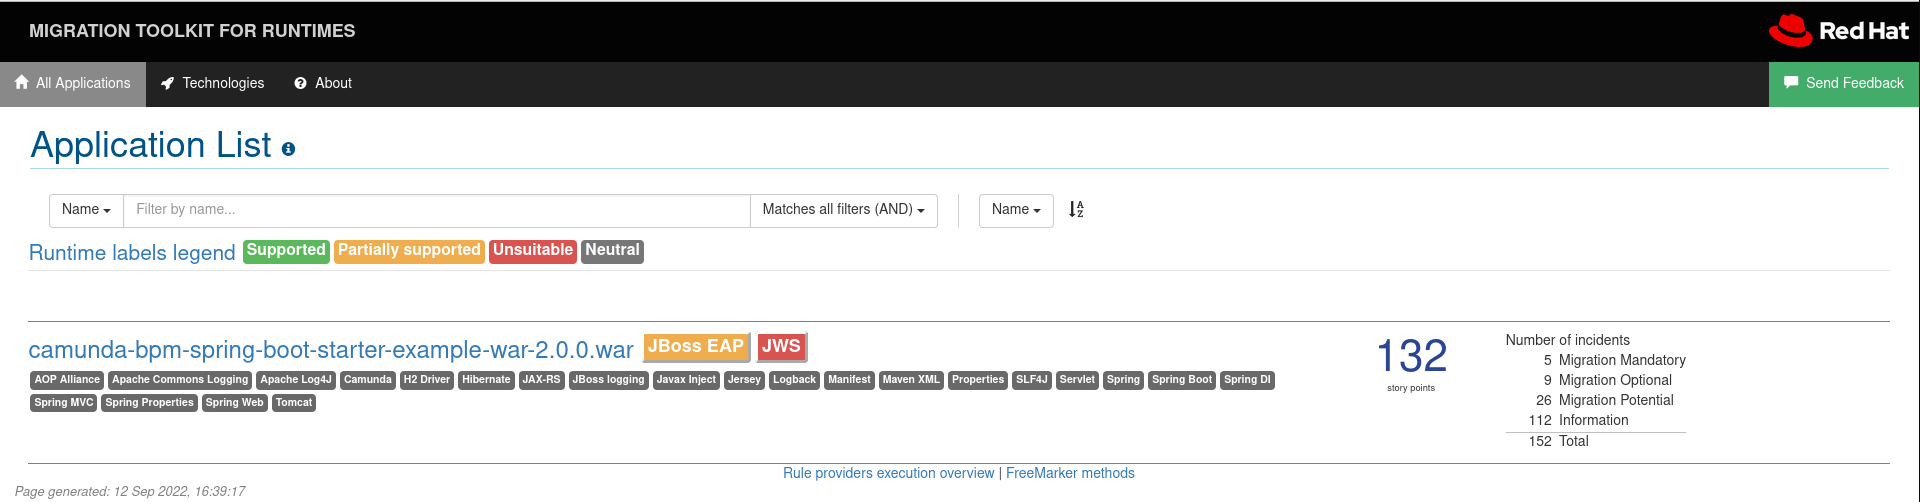 MIGRATION TOOLKIT FOR RUNTIMES
Red Hat
All Applications Technologies About Send Feedback
Application List
Name Filter by name... Matches all filters (AND) Name
Runtime labels legend Supported Partially supported Unsuitable Neutral
camunda-bpm-spring-boot-starter-example-war-2.0.0.war JBoss EAP JWS
AOP Alliance Apache Commons Logging Apache Log4J Camunda H2 Driver Hibernate JAX-RS JBoss logging Javax Inject Jersey Logback Manifest Maven XML Properties SLF4J Servlet Spring Spring Boot Spring DI
Spring MVC Spring Properties Spring Web Tomcat
132
story points
Number of incidents
5 Migration Mandatory
9 Migration Optional
26 Migration Potential
112 Information
152 Total
Rule providers execution overview | FreeMarker methods
Page generated: 12 Sep 2022, 16:39:17